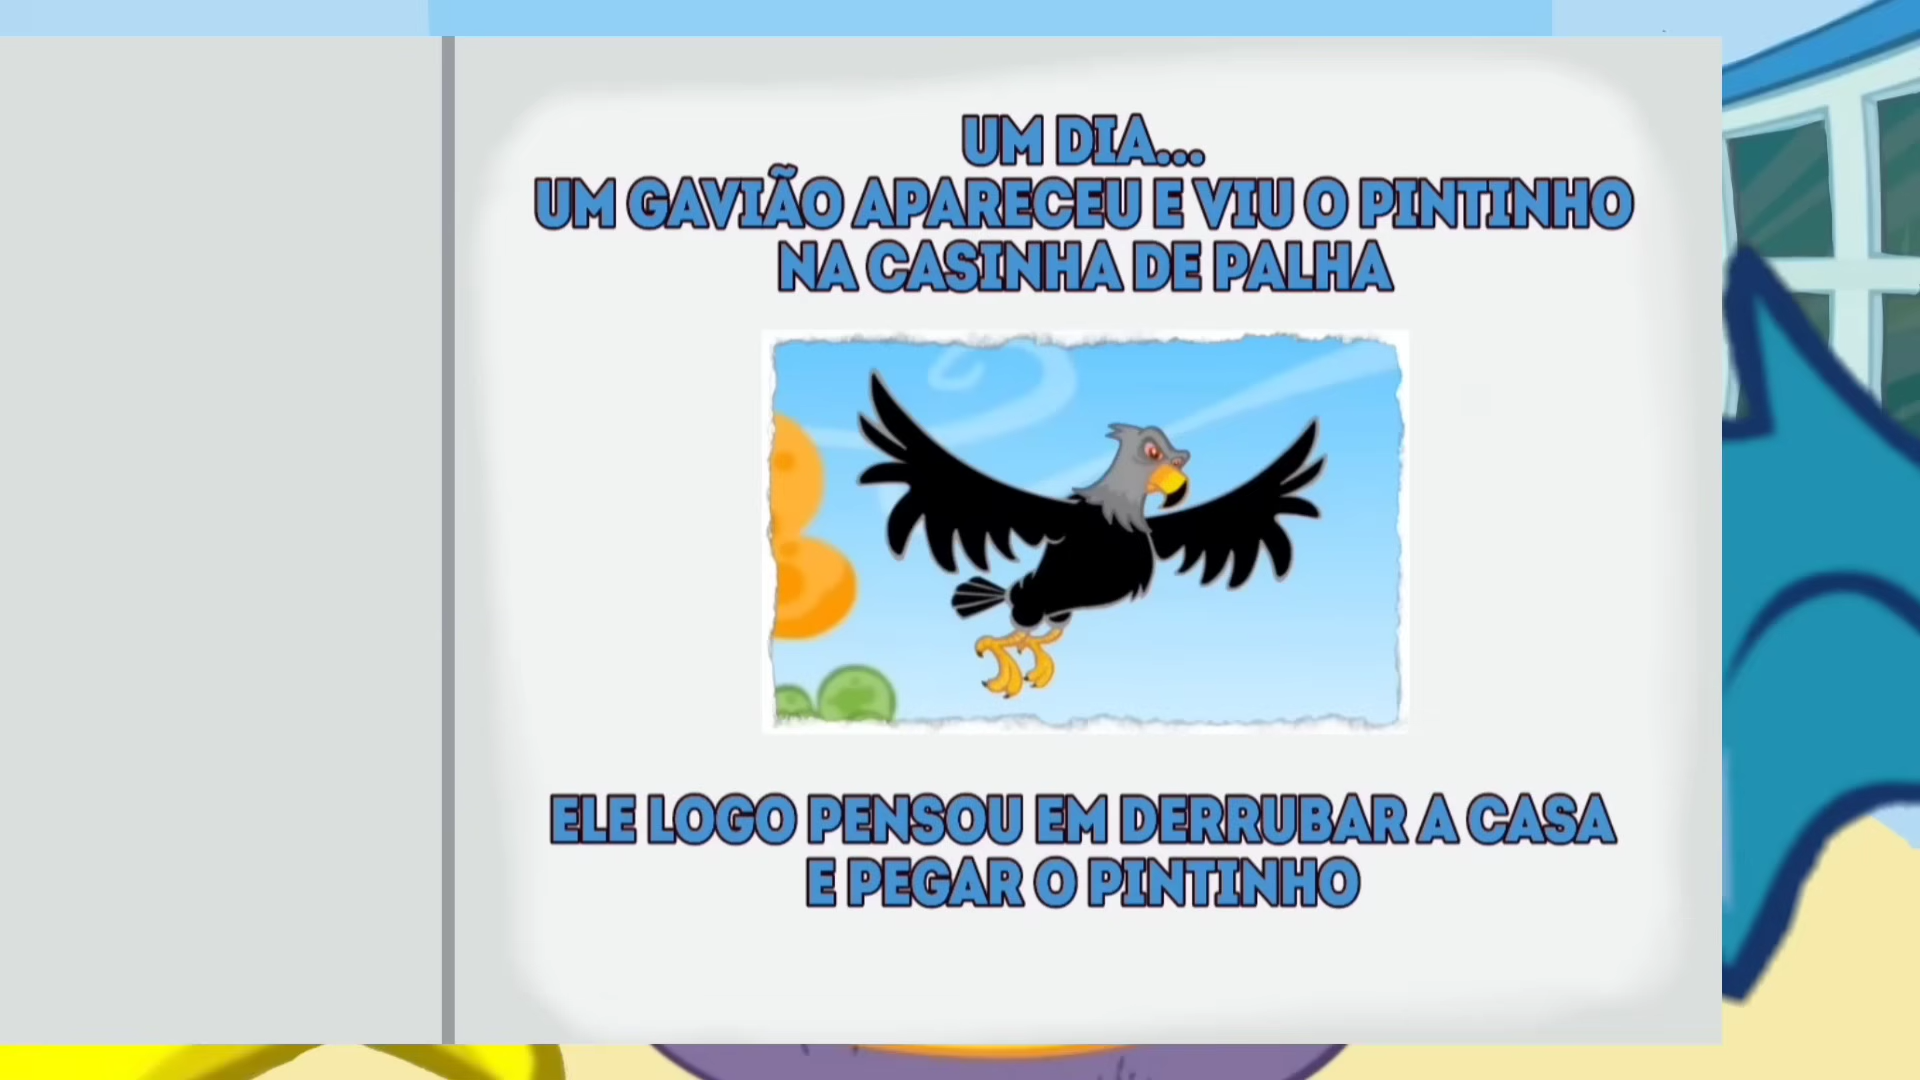 UM DIA...
UM GAVIÃO APARECEU E VIU O PINTINHO
NA CASINHA DE PALHA
ELE LOGO PENSOU EM DERRUBAR A CASA
E PEGAR O PINTINHO